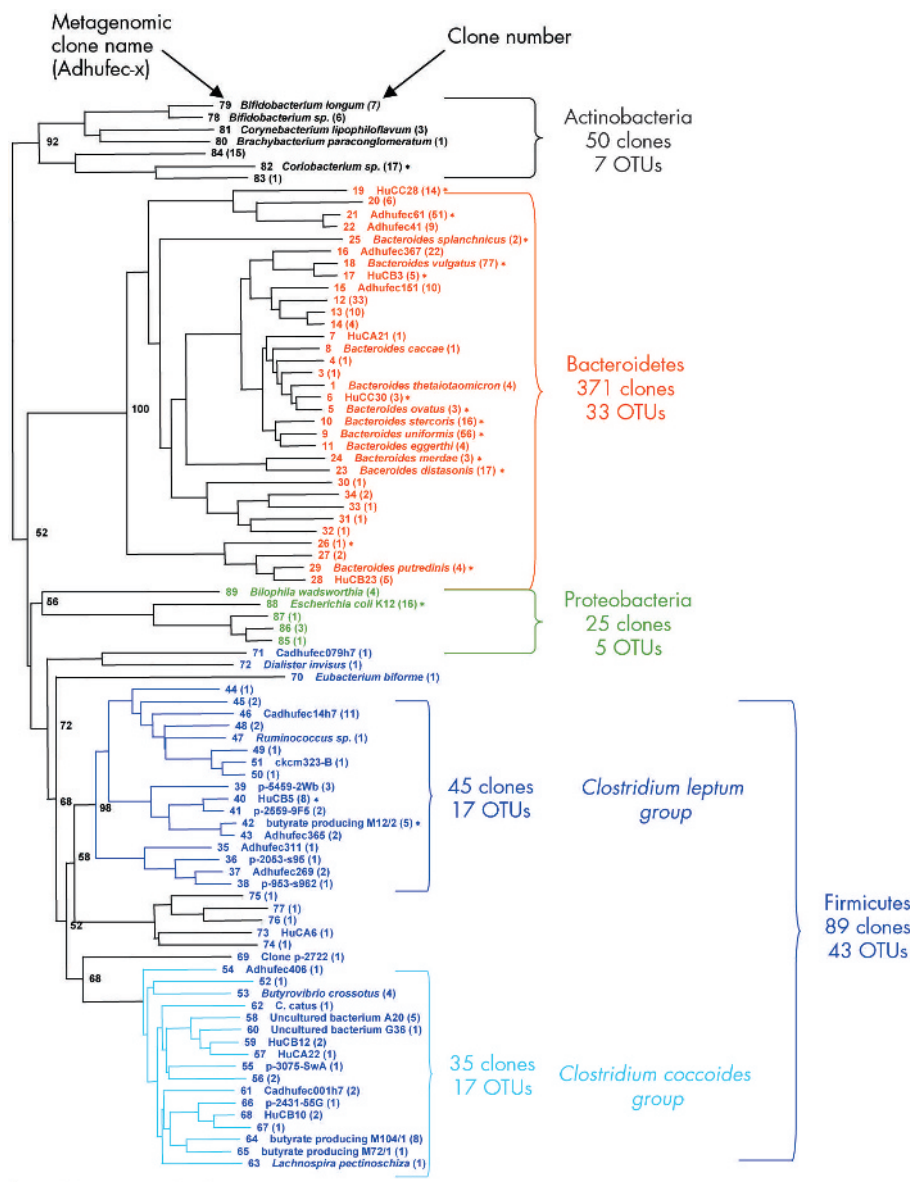 Metagenomic
clone name
(Adhufec-x)
Clone number
79 Bifidobacterium longum (7)
78 Bifidobacterium sp. (6)
81 Corynebacterium lipophiloflavum (3)
92
80 Brachybacterium paraconglomeratum (1)
84 (15)
82 Coriobacterium sp. (17) *
83 (1)
Actinobacteria
50 clones
7 OTUs
19 HuCC28 (14) *
20 (6)
21 Adhufec61 (51) *
22 Adhufec41 (9)
25 Bacteroides splanchnicus (2) *
16 Adhufec367 (22)
18 Bacteroides vulgatus (77) *
17 HuCB3 (5) *
15 Adhufec151 (10)
12 (33)
13 (10)
14 (4)
7 HuCA21 (1)
8 Bacteroides caccae (1)
4 (1)
3 (1)
1 Bacteroides thetaiotaomicron (4)
6 HuCC30 (3) *
100
5 Bacteroides ovatus (3) *
10 Bacteroides stercoris (16) *
9 Bacteroides uniformis (56) *
11 Bacteroides eggerthi (4)
24 Bacteroides merdae (3) *
23 Baceroides distasonis (17) *
30 (1)
34 (2)
33 (1)
31 (1)
32 (1)
52
26 (1) *
27 (2)
29 Bacteroides putredinis (4) *
28 HuCB23 (5)
Bacteroidetes
371 clones
33 OTUs
89 Bilophila wadsworthia (4)
56
88 Escherichia coli K12 (16) *
87 (1)
86 (3)
85 (1)
Proteobacteria
25 clones
5 OTUs
71 Cadhufec079h7 (1)
72 Dialister invisus (1)
70 Eubacterium biforme (1)
44 (1)
45 (2)
46 Cadhufec14h7 (11)
72
48 (2)
47 Ruminococcus sp. (1)
49 (1)
51 ckcm323-B (1)
50 (1)
39 p-5459-2Wb (3)
68
98
40 HuCB5 (8) *
41 p-2559-9F5 (2)
42 butyrate producing M12/2 (5) *
43 Adhufec365 (2)
35 Adhufec311 (1)
58
36 p-2053-s95 (1)
37 Adhufec269 (2)
38 p-953-s962 (1)
45 clones
17 OTUs
Clostridium leptum
group
75 (1)
77 (1)
52
76 (1)
73 HuCA6 (1)
74 (1)
69 Clone p-2722 (1)
68
54 Adhufec406 (1)
52 (1)
53 Butyrovibrio crossotus (4)
62 C. catus (1)
58 Uncultured bacterium A20 (5)
60 Uncultured bacterium G36 (1)
59 HuCB12 (2)
57 HuCA22 (1)
55 p-3075-SwA (1)
56 (2)
61 Cadhufec001h7 (2)
66 p-2431-55G (1)
68 HuCB10 (2)
67 (1)
64 butyrate producing M104/1 (8)
65 butyrate producing M72/1 (1)
63 Lachnospira pectinoschiza (1)
35 clones
17 OTUs
Clostridium coccoides
group
Firmicutes
89 clones
43 OTUs